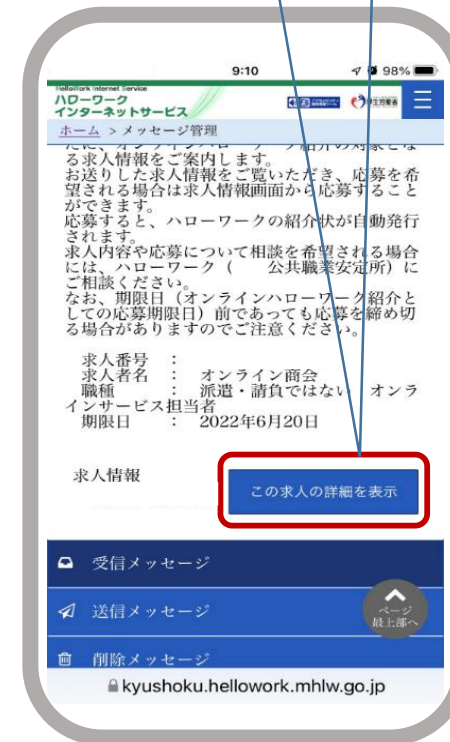 9:10
98%
HelloWork Internet Service
ハローワーク
インターネットサービス
ホーム > メッセージ管理
る求人情報をご案内します。
お送りした求人情報をご覧いただき、応募を希
望される場合は求人情報画面から応募すること
ができます。
応募すると、ハローワークの紹介状が自動発行
されます。
求人内容や応募について相談を希望される場合
には、ハローワーク（　　公共職業安定所）に
ご相談ください。
なお、期限日（オンラインハローワーク紹介と
しての応募期限日）前であっても応募を締め切
る場合がありますのでご注意ください。
求人番号　：
求人者名　：　オンライン商会
職種　　　：　派遣・請負ではない　オンラ
インサービス担当者
期限日　　：　2022年6月20日
求人情報
この求人の詳細を表示
受信メッセージ
送信メッセージ
ページ
最上部へ
削除メッセージ
kyushoku.hellowork.mhlw.go.jp